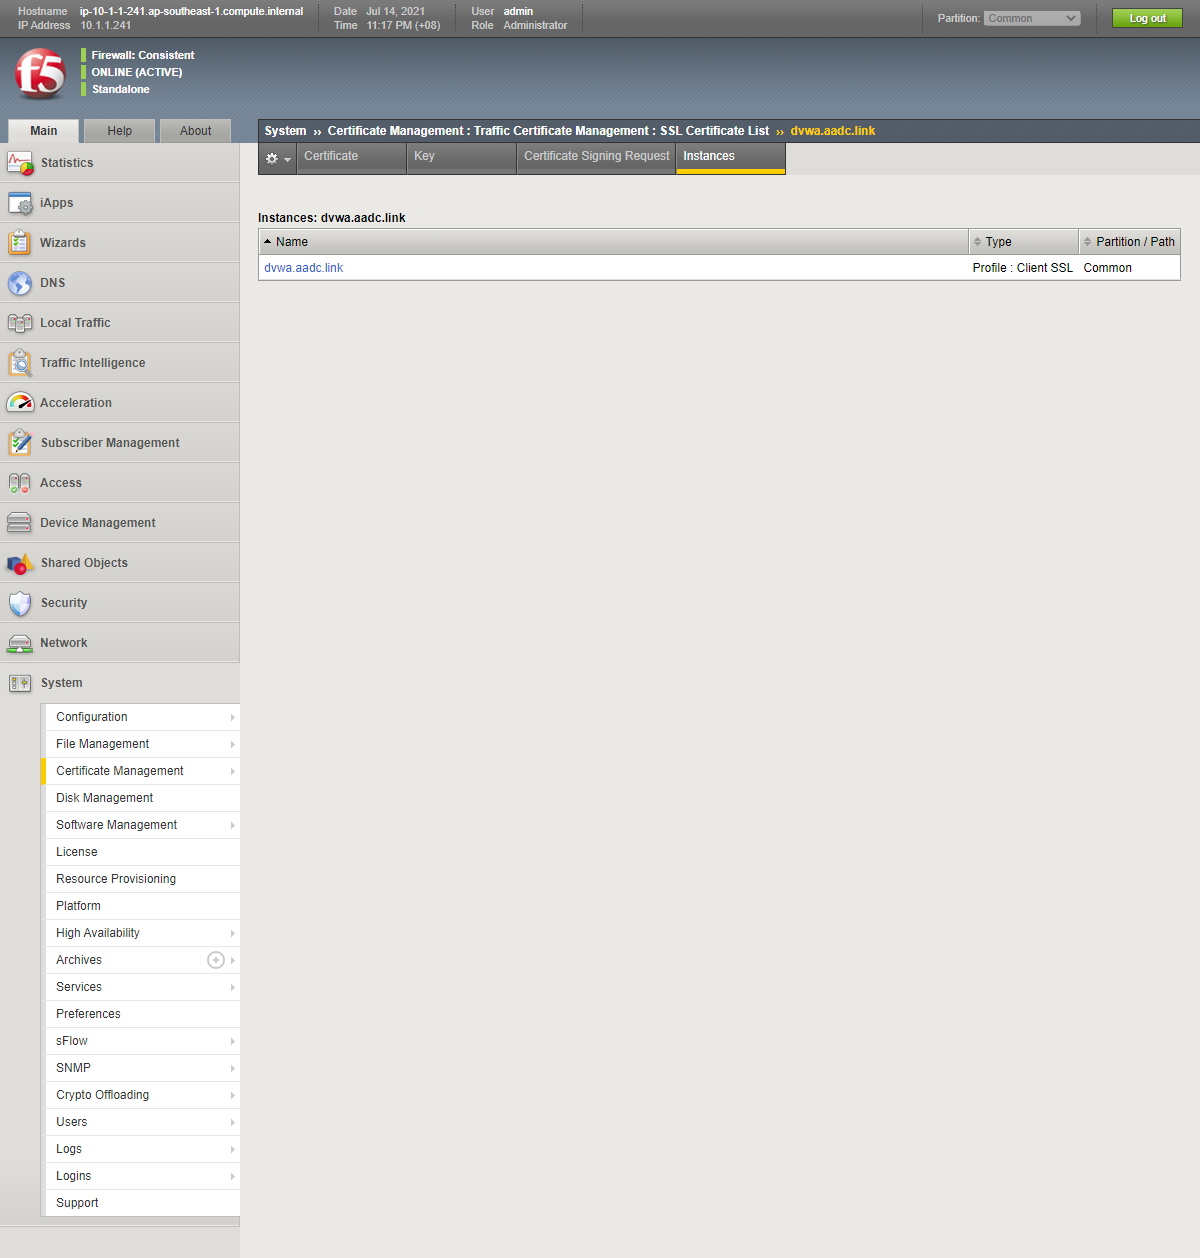 Hostname ip-10-1-1-241.ap-southeast-1.compute.internal Date Jul 14, 2021 User admin
IP Address 10.1.1.241 Time 11:17 PM (+08) Role Administrator
Partition: Common Log out
f5
Firewall: Consistent
ONLINE (ACTIVE)
Standalone
Main Help About
System ›› Certificate Management : Traffic Certificate Management : SSL Certificate List ›› dvwa.aadc.link
Certificate Key Certificate Signing Request Instances
Instances: dvwa.aadc.link
Name Type Partition / Path
dvwa.aadc.link Profile : Client SSL Common
Statistics
iApps
Wizards
DNS
Local Traffic
Traffic Intelligence
Acceleration
Subscriber Management
Access
Device Management
Shared Objects
Security
Network
System
Configuration
File Management
Certificate Management
Disk Management
Software Management
License
Resource Provisioning
Platform
High Availability
Archives
Services
Preferences
sFlow
SNMP
Crypto Offloading
Users
Logs
Logins
Support